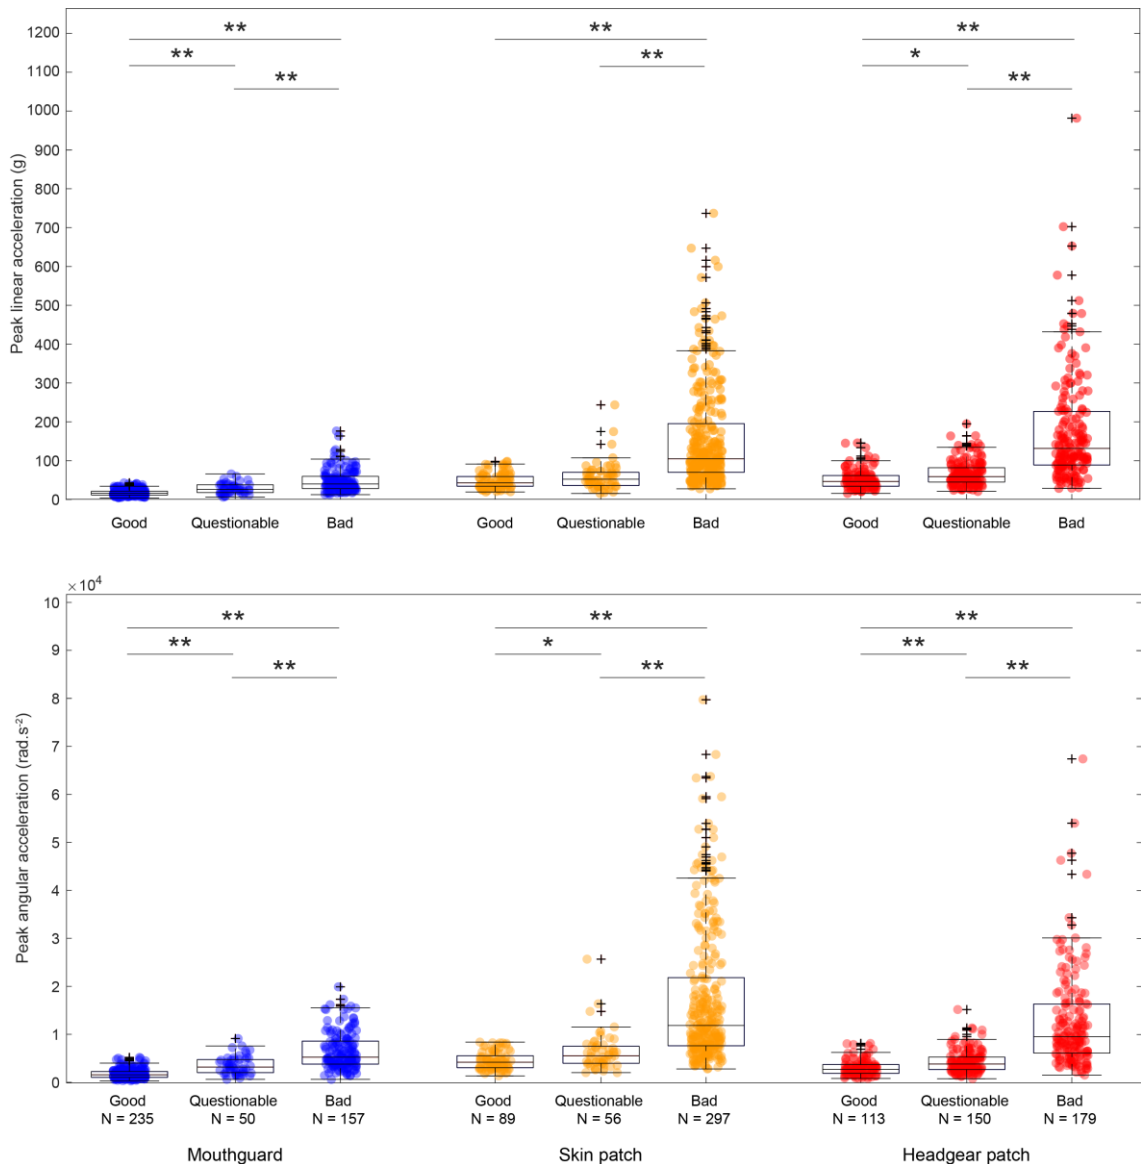 1200
1100
1000
900
800
700
600
500
400
300
200
100
0
Peak linear acceleration (g)
** ** **
** ** * **
** **
Good Questionable Bad Good Questionable Bad Good Questionable Bad
× 10⁴
10
9
8
7
6
5
4
3
2
1
0
Peak angular acceleration (rad.s⁻²)
** ** **
** * **
** ** **
Good Questionable Bad Good Questionable Bad Good Questionable Bad
N = 235 N = 50 N = 157 N = 89 N = 56 N = 297 N = 113 N = 150 N = 179
Mouthguard Skin patch Headgear patch